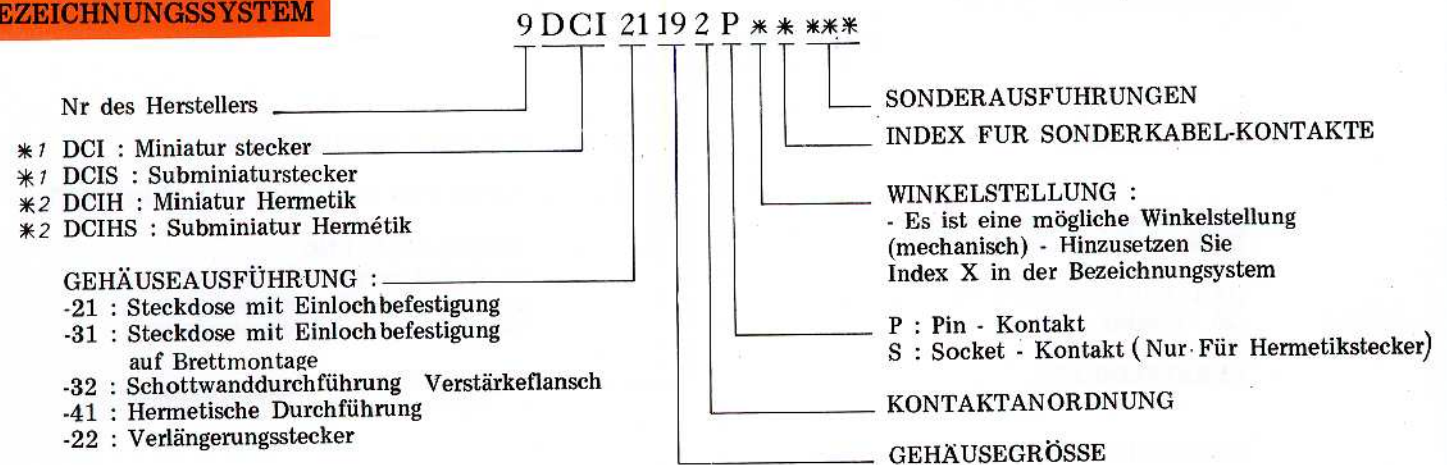 BEZEICHNUNGSSYSTEM
9 DCI 21 19 2 P * * ***
Nr des Herstellers
*1 DCI : Miniatur stecker
*1 DCIS : Subminiaturstecker
*2 DCIH : Miniatur Hermetik
*2 DCIHS : Subminiatur Hermétik
GEHÄUSEAUSFÜHRUNG :
-21 : Steckdose mit Einlochbefestigung
-31 : Steckdose mit Einlochbefestigung
auf Brettmontage
-32 : Schottwanddurchführung Verstärkeflansch
-41 : Hermetische Durchführung
-22 : Verlängerungsstecker
SONDERAUSFUHRUNGEN
INDEX FUR SONDERKABEL-KONTAKTE
WINKELSTELLUNG :
- Es ist eine mögliche Winkelstellung
(mechanisch) - Hinzusetzen Sie
Index X in der Bezeichnungsystem
P : Pin - Kontakt
S : Socket - Kontakt ( Nur Für Hermetikstecker)
KONTAKTANORDNUNG
GEHÄUSEGRÖSSE